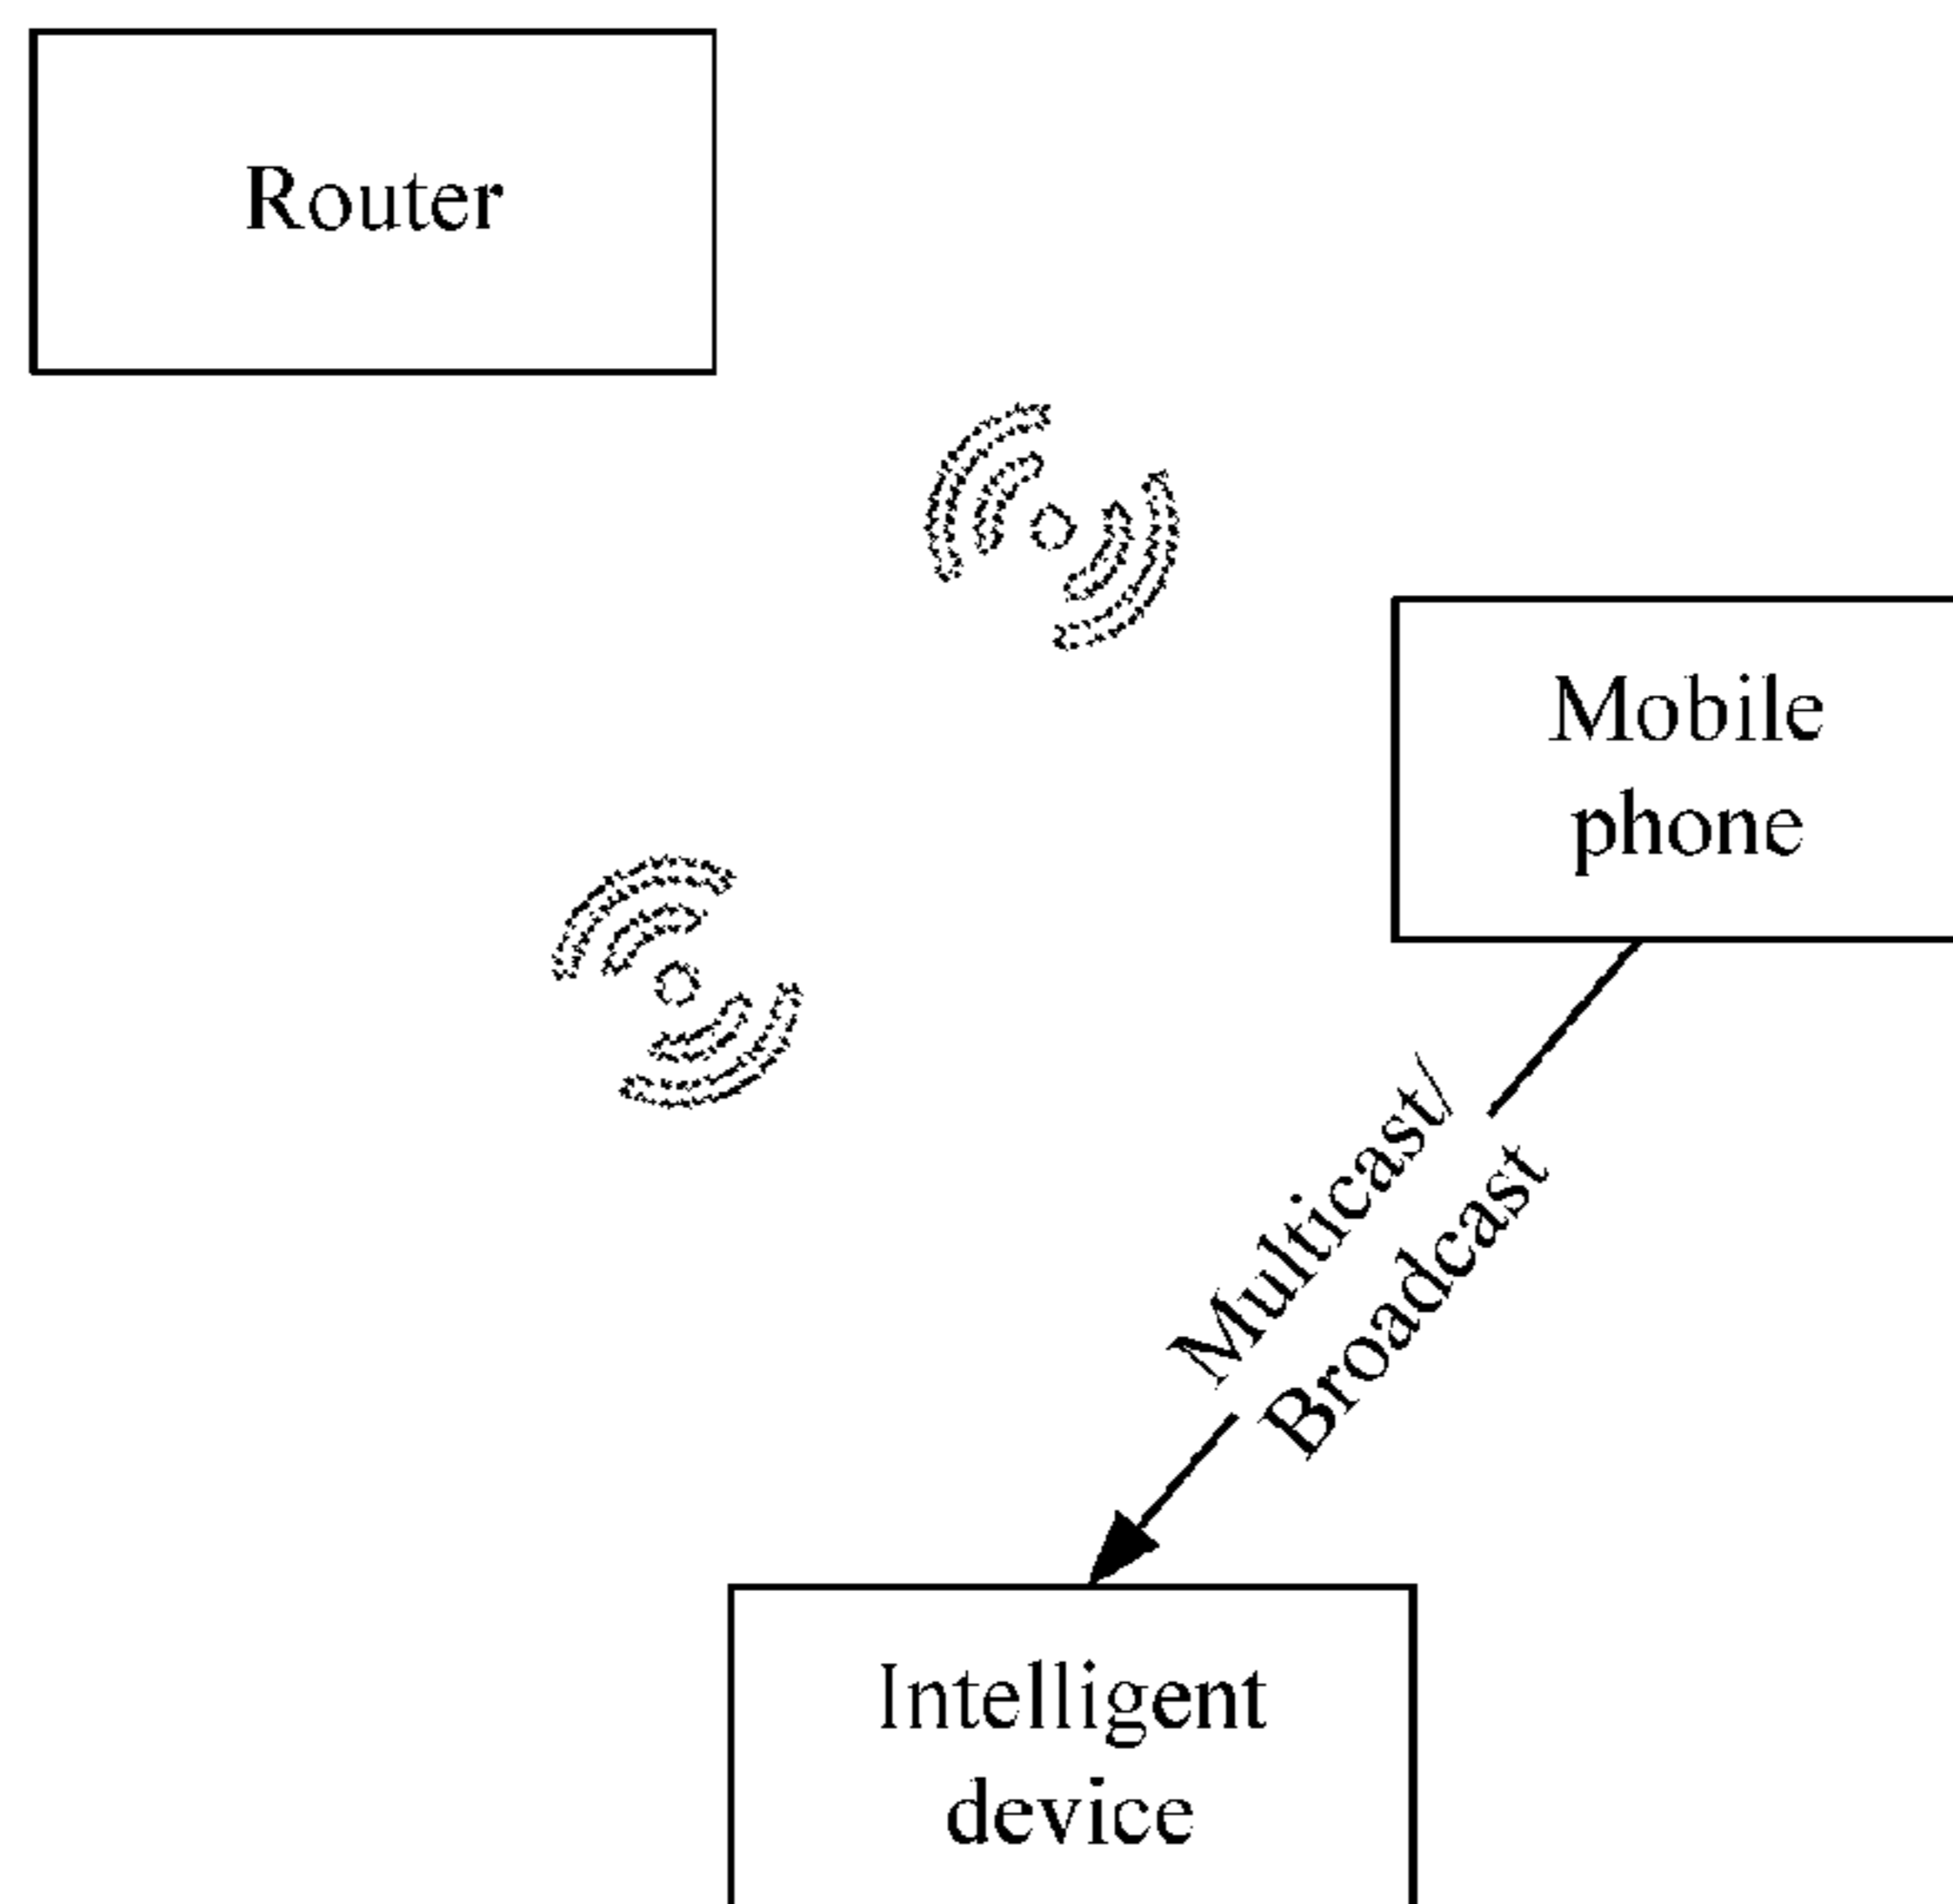 Router
Mobile
phone
Multicast/
Broadcast
Intelligent
device